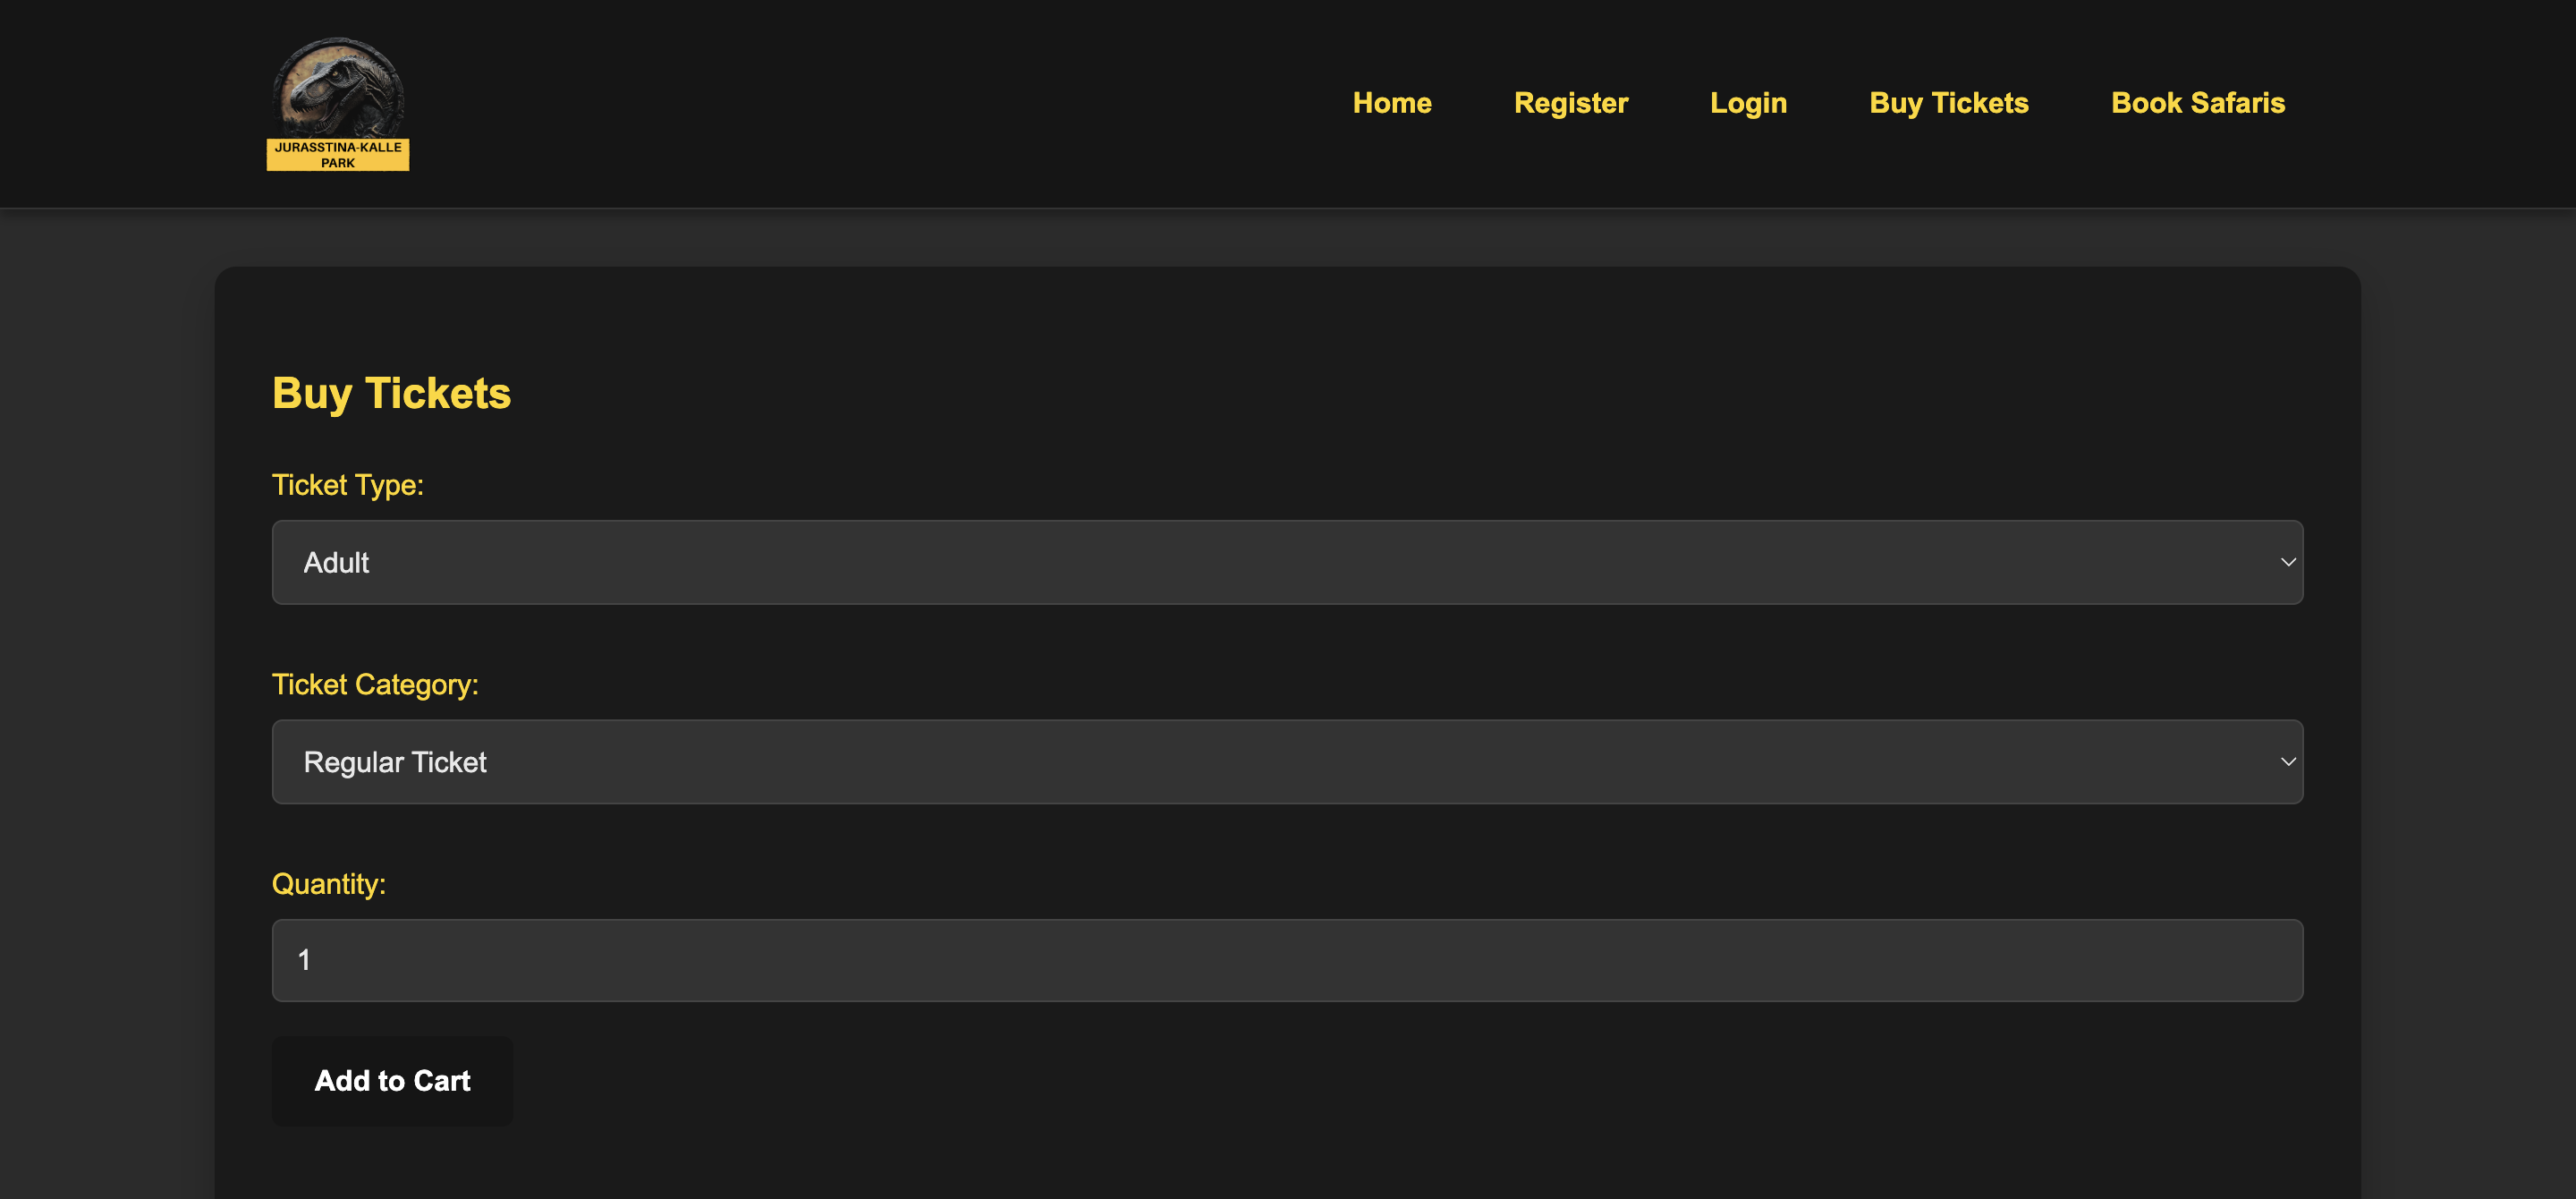 JURASSTINA-KALLE
PARK
Home
Register
Login
Buy Tickets
Book Safaris
Buy Tickets
Ticket Type:
Adult
Ticket Category:
Regular Ticket
Quantity:
1
Add to Cart